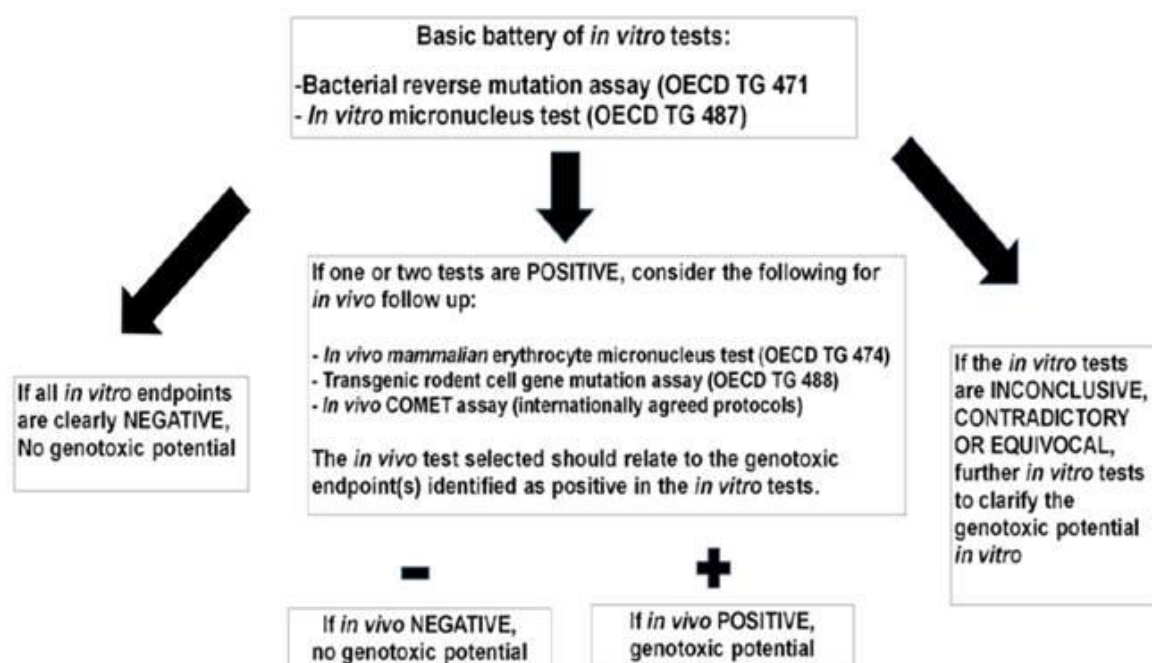 Basic battery of in vitro tests:
-Bacterial reverse mutation assay (OECD TG 471
- In vitro micronucleus test (OECD TG 487)
If all in vitro endpoints
are clearly NEGATIVE,
No genotoxic potential
If one or two tests are POSITIVE, consider the following for
in vivo follow up:
- In vivo mammalian erythrocyte micronucleus test (OECD TG 474)
- Transgenic rodent cell gene mutation assay (OECD TG 488)
- In vivo COMET assay (internationally agreed protocols)
The in vivo test selected should relate to the genotoxic
endpoint(s) identified as positive in the in vitro tests.
If the in vitro tests
are INCONCLUSIVE,
CONTRADICTORY
OR EQUIVOCAL,
further in vitro tests
to clarify the
genotoxic potential
in vitro
-
+
If in vivo NEGATIVE,
no genotoxic potential
If in vivo POSITIVE,
genotoxic potential